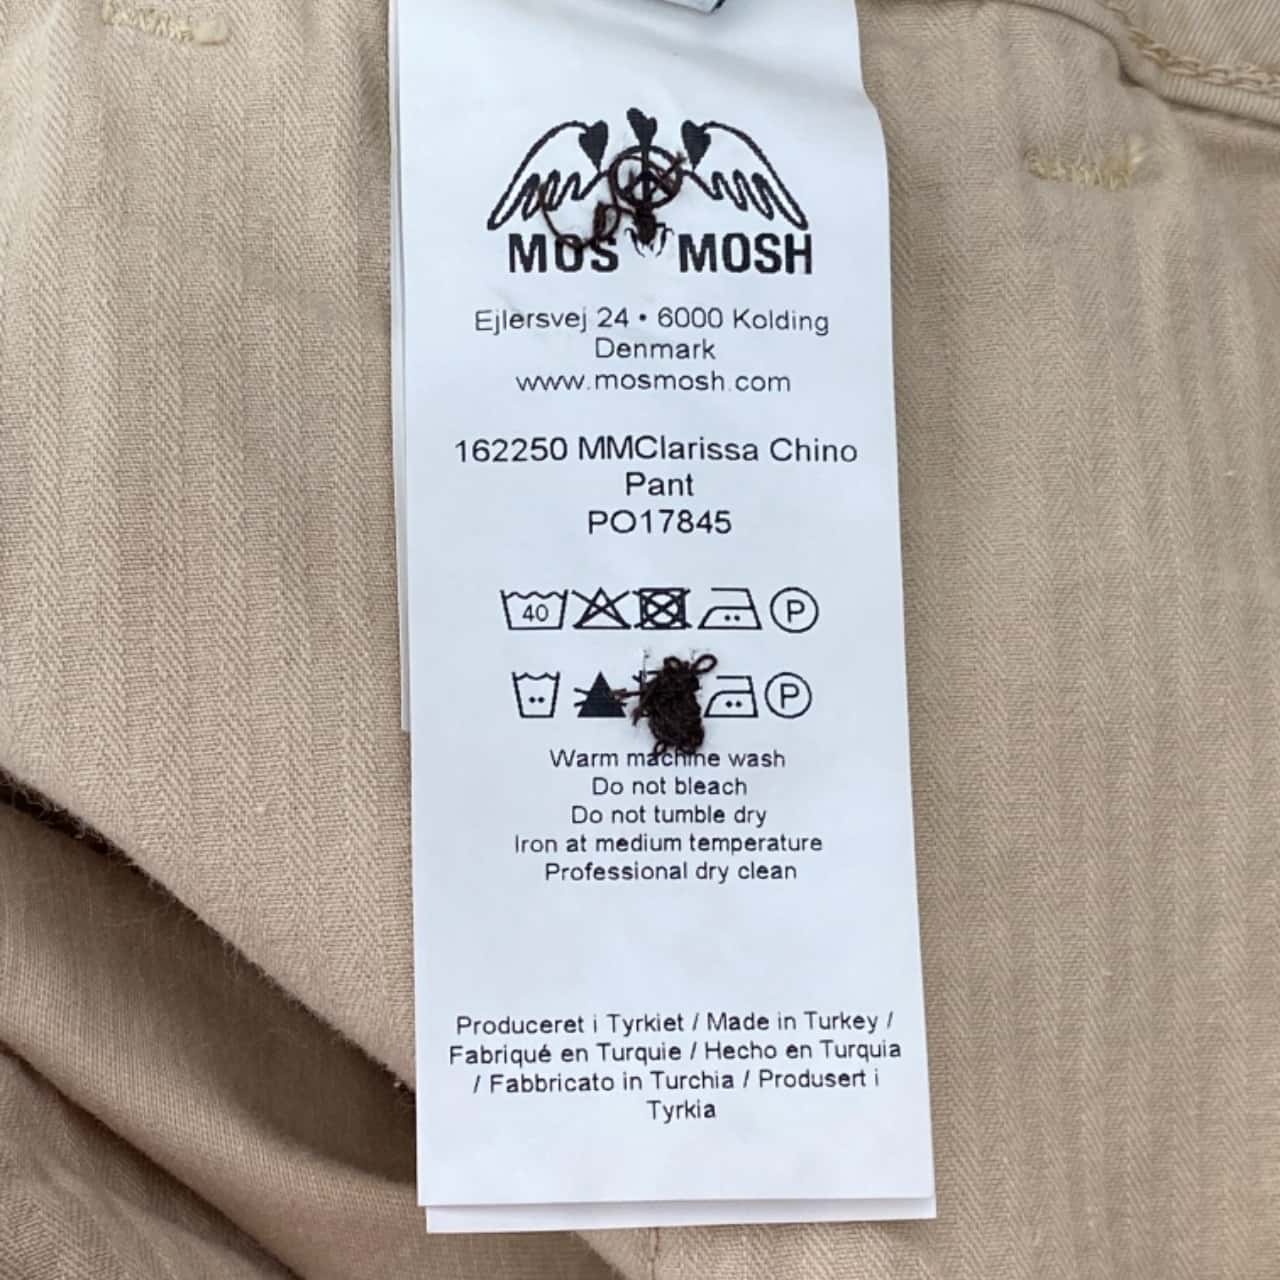 MOS MOSH
Ejlersvej 24 • 6000 Kolding
Denmark
www.mosmosh.com
162250 MMClarissa Chino
Pant
PO17845
40 P
P
Warm machine wash
Do not bleach
Do not tumble dry
Iron at medium temperature
Professional dry clean
Produceret i Tyrkiet / Made in Turkey /
Fabriqué en Turquie / Hecho en Turquia
/ Fabbricato in Turchia / Produsert i
Tyrkia